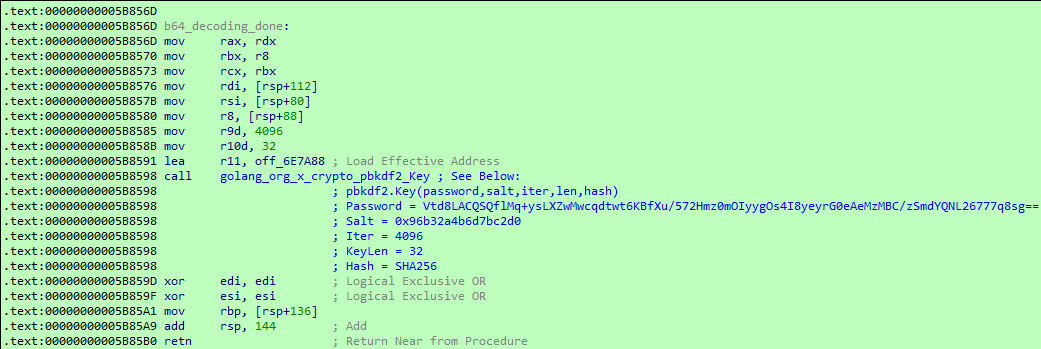 .text:00000000005B856D
.text:00000000005B856D b64_decoding_done:
.text:00000000005B856D mov rax, rdx
.text:00000000005B8570 mov rbx, r8
.text:00000000005B8573 mov rcx, rbx
.text:00000000005B8576 mov rdi, [rsp+112]
.text:00000000005B857B mov rsi, [rsp+80]
.text:00000000005B8580 mov r8, [rsp+88]
.text:00000000005B8585 mov r9d, 4096
.text:00000000005B858B mov r10d, 32
.text:00000000005B8591 lea r11, off_6E7A88 ; Load Effective Address
.text:00000000005B8598 call golang_org_x_crypto_pbkdf2_Key ; See Below:
.text:00000000005B8598 ; pbkdf2.Key(password,salt,iter,len,hash)
.text:00000000005B8598 ; Password = Vtd8LACQSQflMq+ysLXZwMwcqdtwt6KBfXu/572Hmz0mOIyygOs4I8yeyrG0eAeMzMBC/zSmdYQNL26777q8sg==
.text:00000000005B8598 ; Salt = 0x96b32a4b6d7bc2d0
.text:00000000005B8598 ; Iter = 4096
.text:00000000005B8598 ; KeyLen = 32
.text:00000000005B8598 ; Hash = SHA256
.text:00000000005B859D xor edi, edi ; Logical Exclusive OR
.text:00000000005B859F xor esi, esi ; Logical Exclusive OR
.text:00000000005B85A1 mov rbp, [rsp+136]
.text:00000000005B85A9 add rsp, 144 ; Add
.text:00000000005B85B0 retn ; Return Near from Procedure